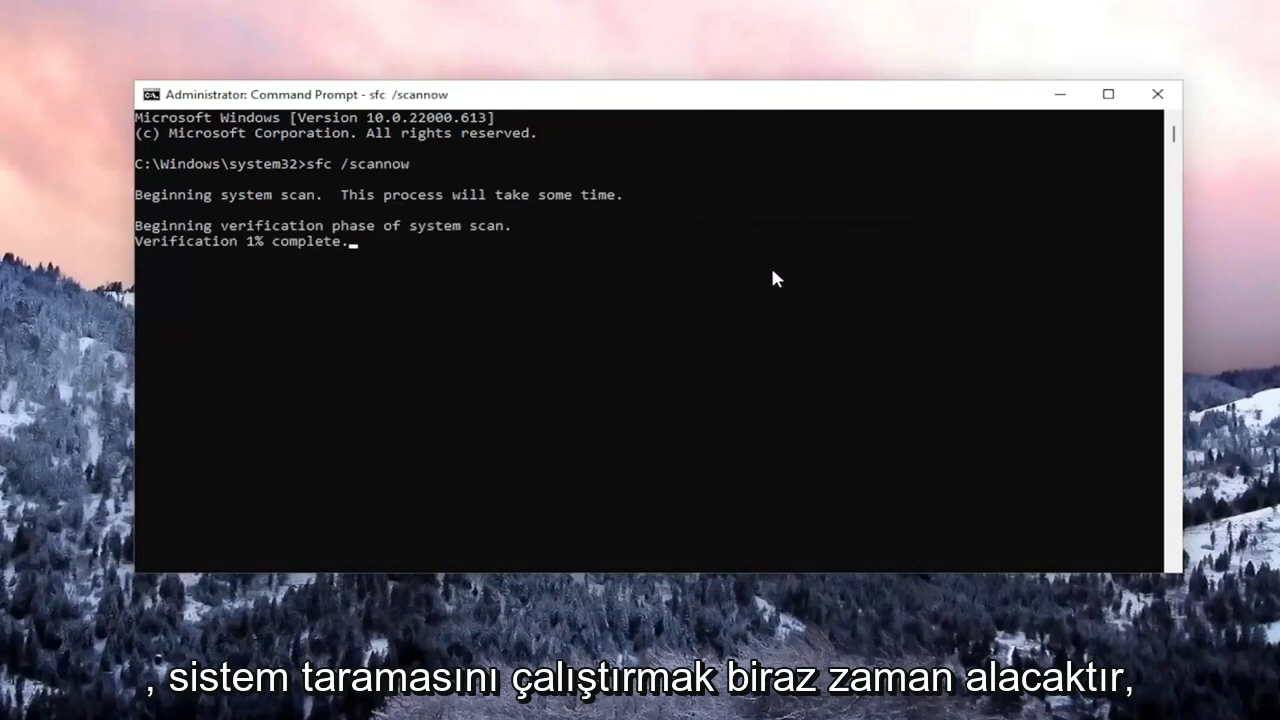 Administrator: Command Prompt - sfc  /scannow
Microsoft Windows [Version 10.0.22000.613]
(c) Microsoft Corporation. All rights reserved.
C:\Windows\system32>sfc /scannow
Beginning system scan.  This process will take some time.
Beginning verification phase of system scan.
Verification 1% complete.
, sistem taramasını çalıştırmak biraz zaman alacaktır,